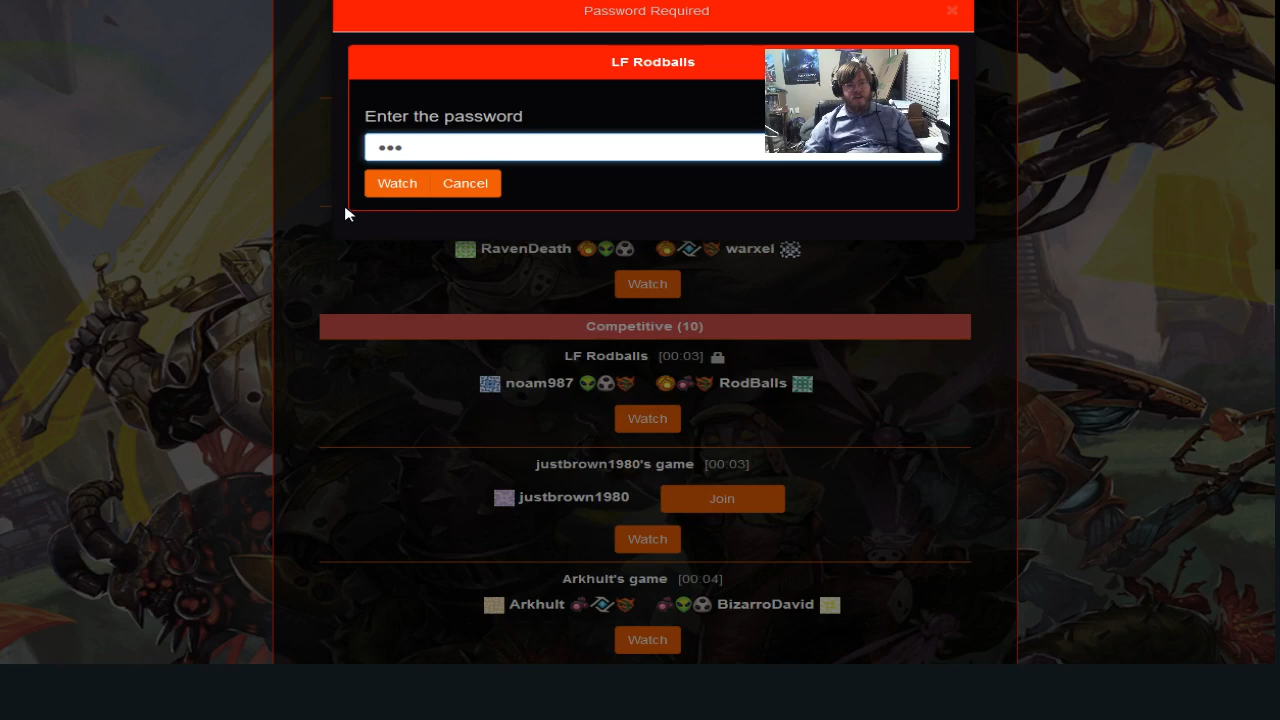 Password Required
LF Rodballs
Enter the password
•••
Watch Cancel
RavenDeath warxel
Watch
Competitive (10)
LF Rodballs [00:03]
noam987 RodBalls
Watch
justbrown1980's game [00:03]
justbrown1980 Join
Watch
Arkhult's game [00:04]
Arkhult BizarroDavid
Watch